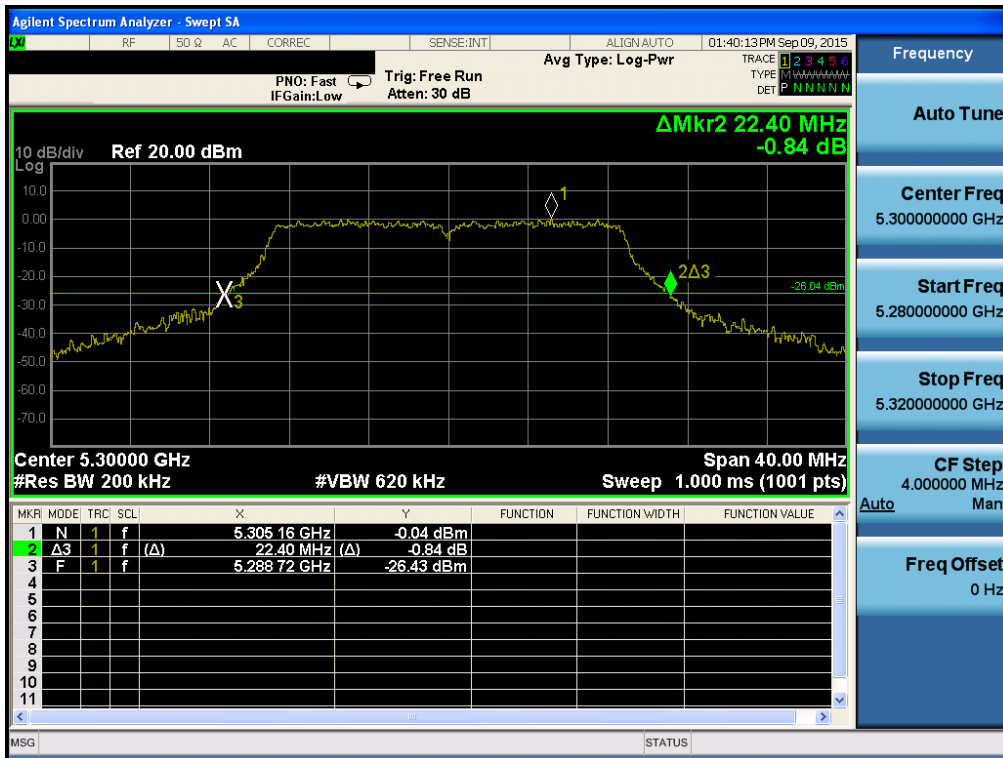 Agilent Spectrum Analyzer - Swept SA
LXI RF 50 Ω AC CORREC SENSE:INT ALIGN AUTO 01:40:13 PM Sep 09, 2015
Avg Type: Log-Pwr
TRACE 1 2 3 4 5 6
TYPE M WWWWW
DET P N N N N N
PNO: Fast
IFGain:Low
Trig: Free Run
Atten: 30 dB
ΔMkr2 22.40 MHz
-0.84 dB
10 dB/div Ref 20.00 dBm
Log
10.0
0.00
-10.0
-20.0
-30.0
-40.0
-50.0
-60.0
-70.0
1
2Δ3
-26.04 dBm
X3
Center 5.30000 GHz Span 40.00 MHz
#Res BW 200 kHz #VBW 620 kHz Sweep 1.000 ms (1001 pts)
MKR MODE TRC SCL X Y FUNCTION FUNCTION WIDTH FUNCTION VALUE
1 N 1 f 5.305 16 GHz -0.04 dBm
2 Δ3 1 f (Δ) 22.40 MHz (Δ) -0.84 dB
3 F 1 f 5.288 72 GHz -26.43 dBm
4
5
6
7
8
9
10
11
MSG STATUS
Frequency
Auto Tune
Center Freq
5.300000000 GHz
Start Freq
5.280000000 GHz
Stop Freq
5.320000000 GHz
CF Step
4.000000 MHz
Auto Man
Freq Offset
0 Hz